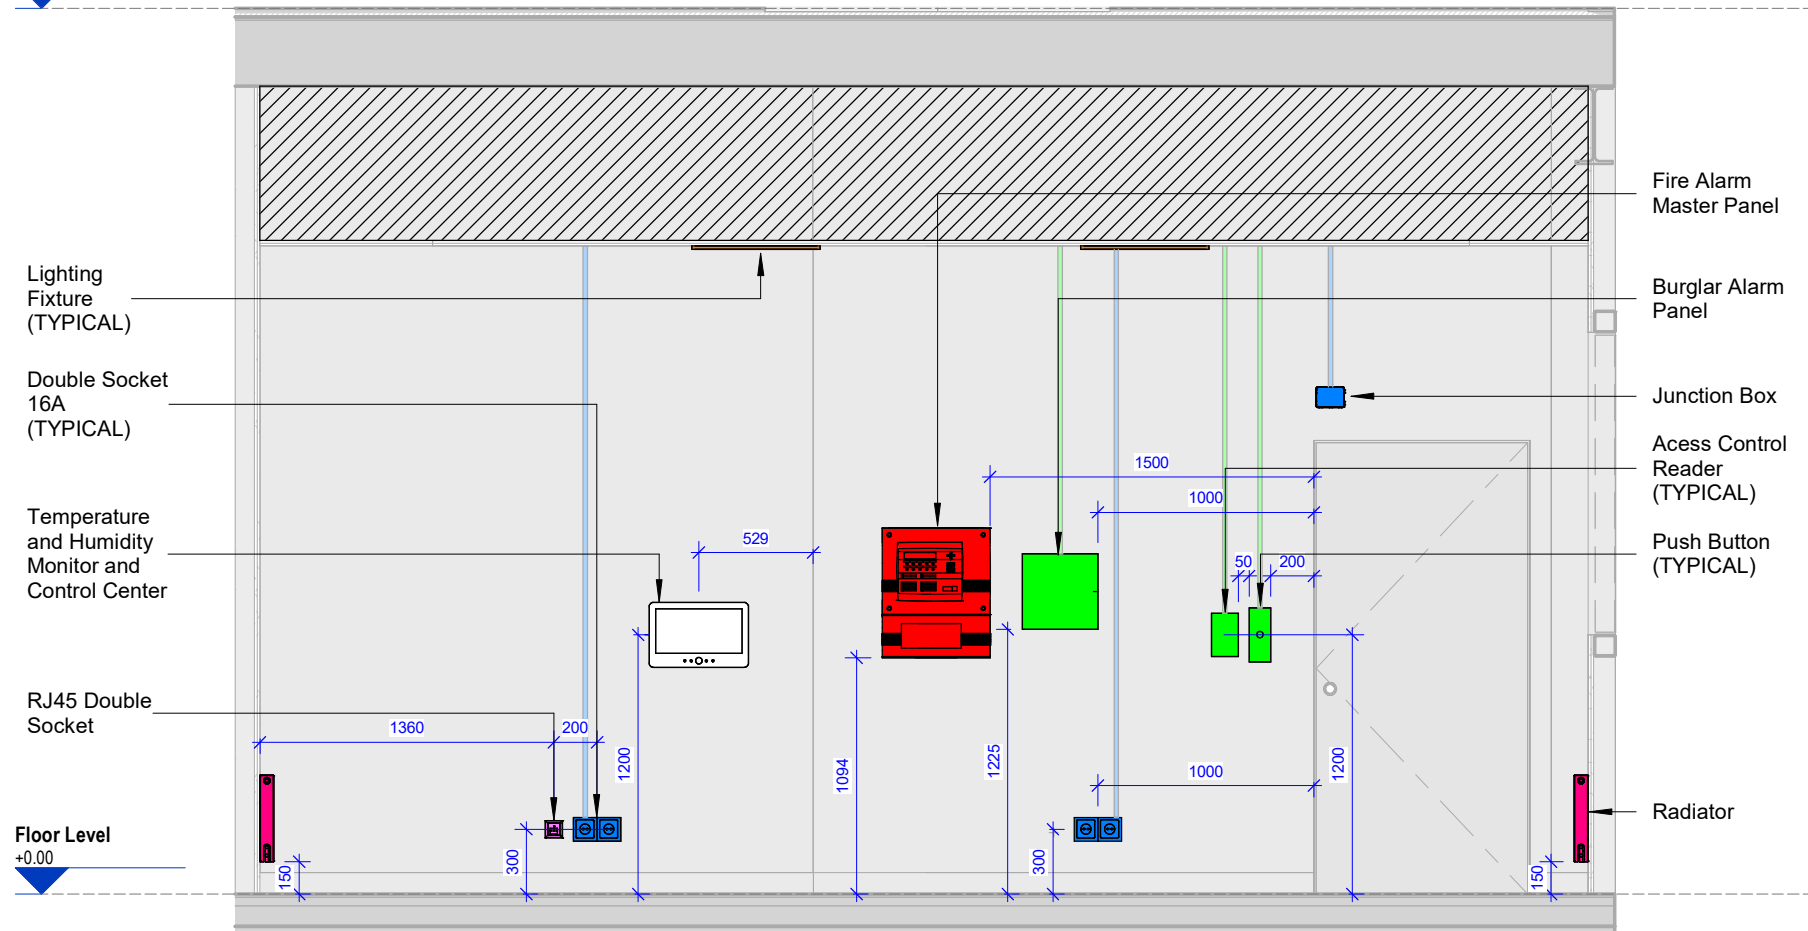 Fire Alarm
Master Panel
Lighting
Fixture
(TYPICAL)
Burglar Alarm
Panel
Double Socket
16A
(TYPICAL)
Junction Box
Acess Control
Reader
(TYPICAL)
1500
1000
Temperature
and Humidity
Monitor and
Control Center
529
Push Button
(TYPICAL)
50
200
RJ45 Double
Socket
1360
200
1200
1094
1225
1000
1200
Radiator
Floor Level
+0.00
150
300
300
150